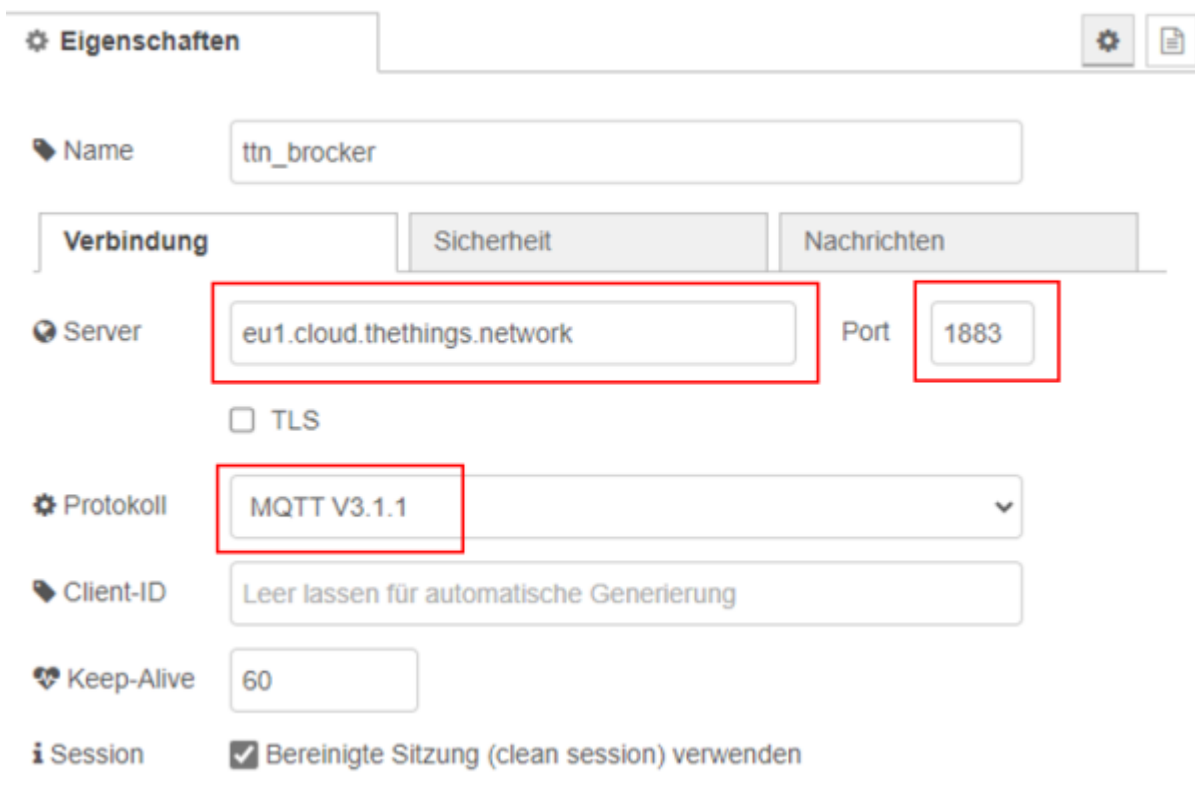 Eigenschaften
Name ttn_brocker
Verbindung Sicherheit Nachrichten
Server eu1.cloud.thethings.network Port 1883
TLS
Protokoll MQTT V3.1.1
Client-ID Leer lassen für automatische Generierung
Keep-Alive 60
Session Bereinigte Sitzung (clean session) verwenden